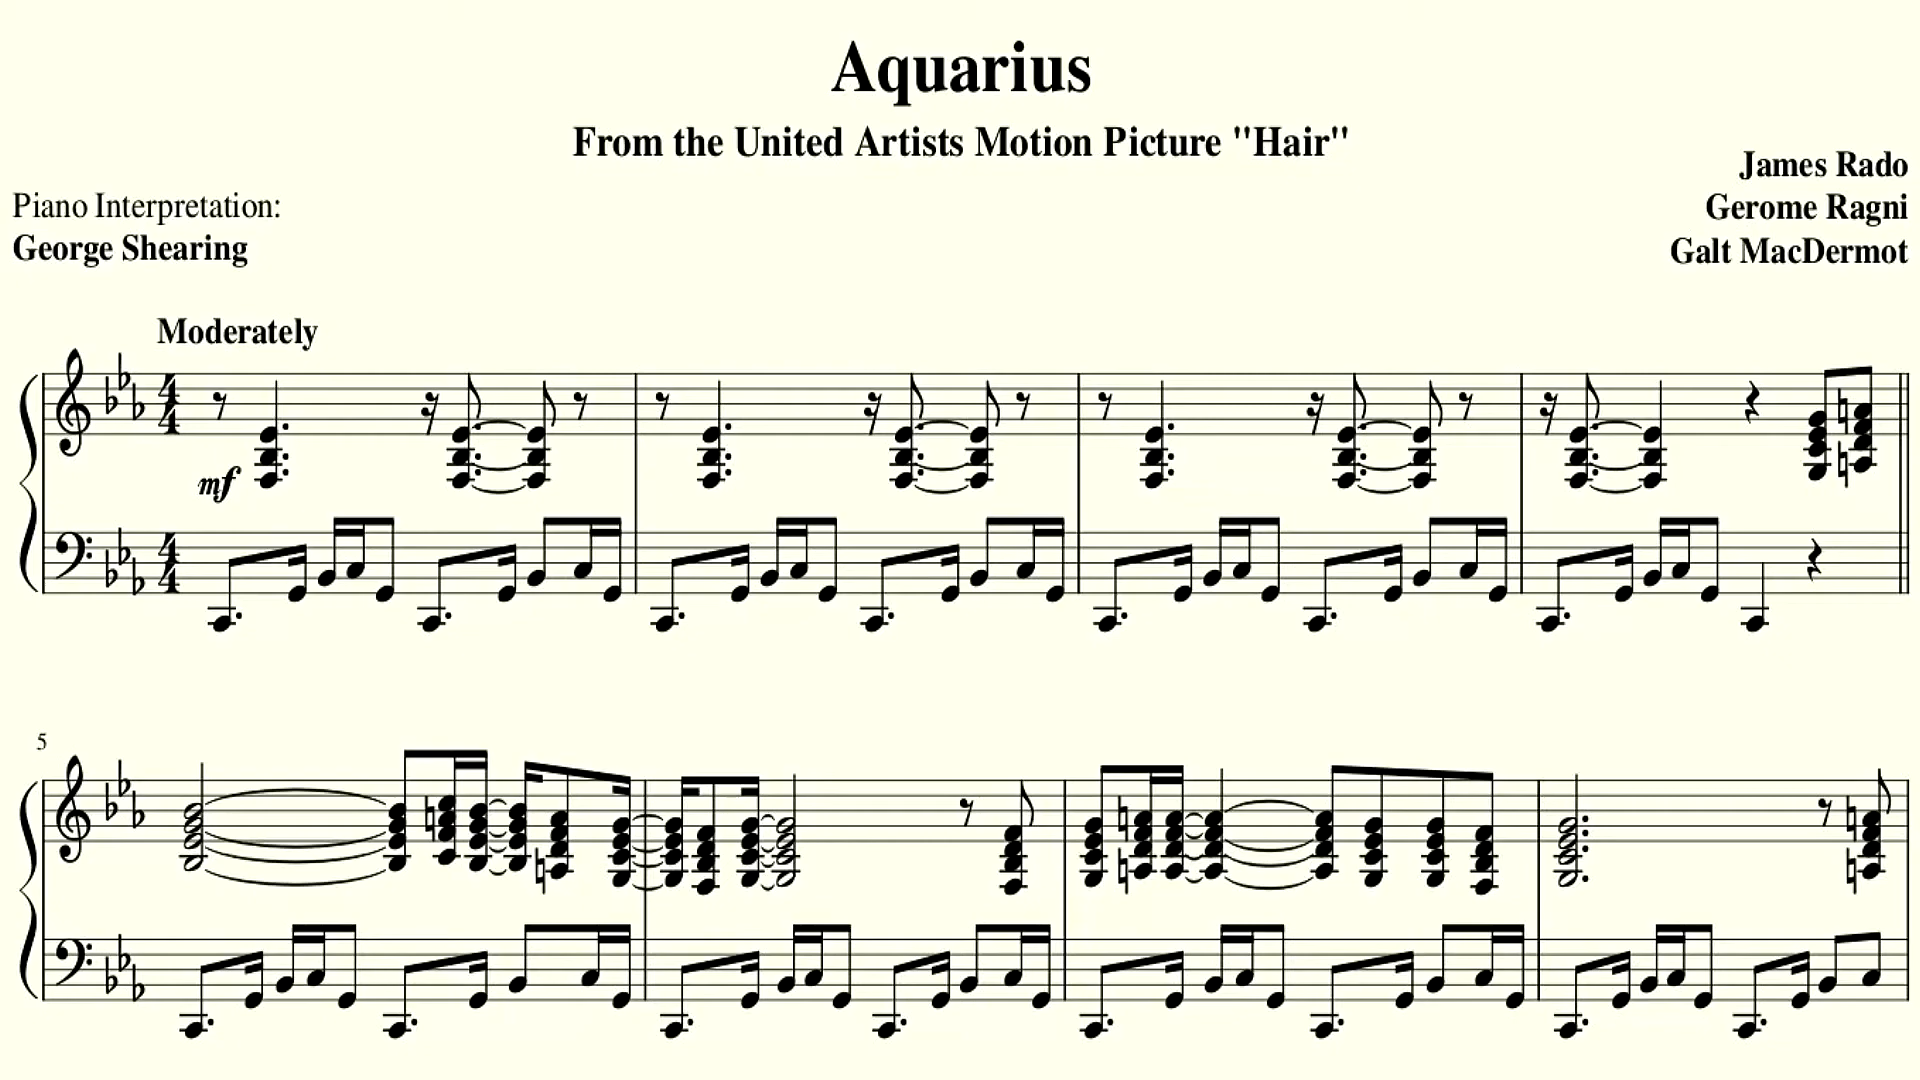 Aquarius
From the United Artists Motion Picture "Hair"
James Rado
Piano Interpretation:
Gerome Ragni
George Shearing
Galt MacDermot
Moderately
4
4
mf
4
4
5